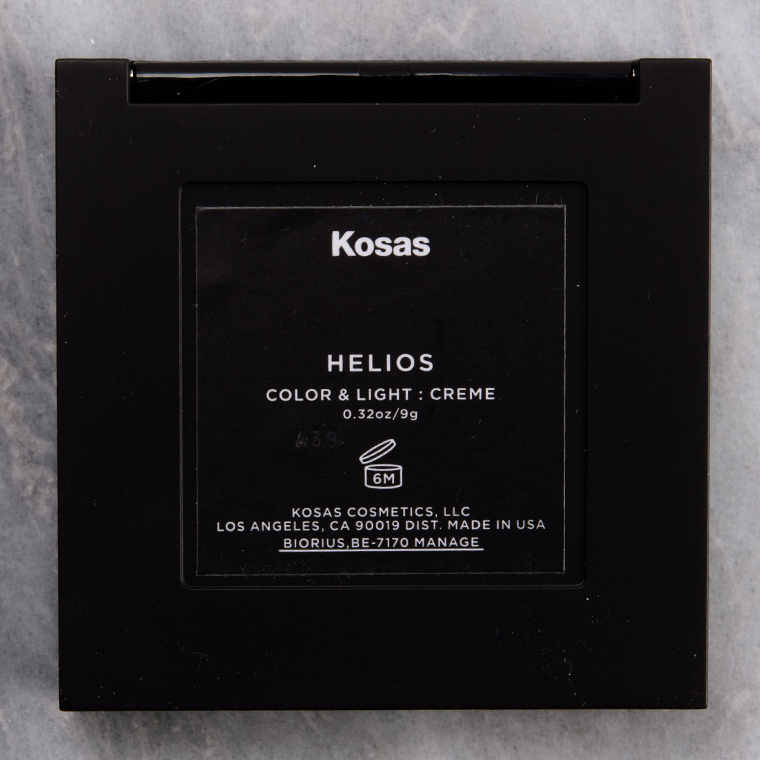 Kosas
HELIOS
COLOR & LIGHT : CREME
0.32oz/9g
A39
6M
KOSAS COSMETICS, LLC
LOS ANGELES, CA 90019 DIST. MADE IN USA
BIORIUS,BE-7170 MANAGE